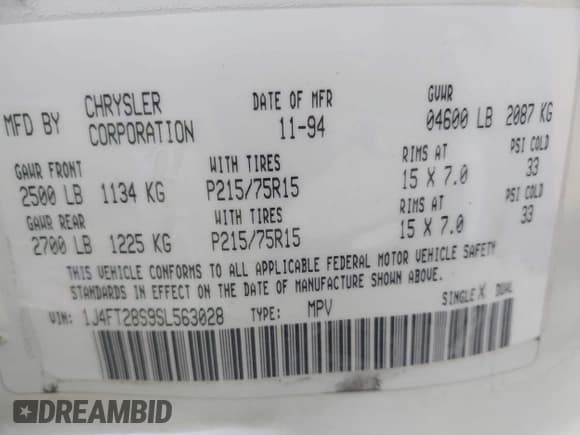 MFD BY CHRYSLER CORPORATION DATE OF MFR 11-94 GVWR 04600 LB 2087 KG
GAWR FRONT WITH TIRES RIMS AT PSI COLD
2500 LB 1134 KG P215/75R15 15 X 7.0 33
GAWR REAR WITH TIRES RIMS AT PSI COLD
2700 LB 1225 KG P215/75R15 15 X 7.0 33
THIS VEHICLE CONFORMS TO ALL APPLICABLE FEDERAL MOTOR VEHICLE SAFETY
STANDARDS IN EFFECT ON THE DATE OF MANUFACTURE SHOWN ABOVE.
VIN: 1J4FT28S9SL563028 TYPE: MPV SINGLE X DUAL
DREAMBID